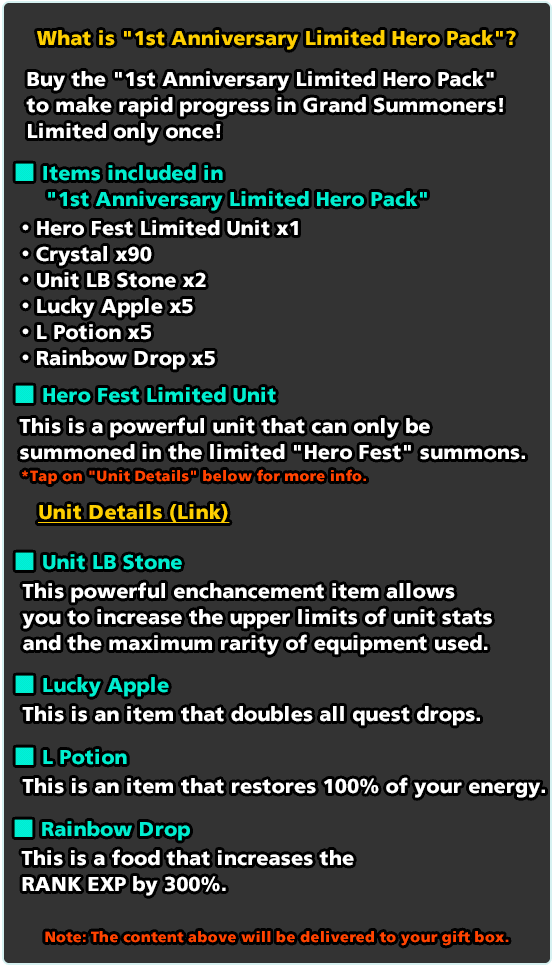 What is "1st Anniversary Limited Hero Pack"?
Buy the "1st Anniversary Limited Hero Pack"
to make rapid progress in Grand Summoners!
Limited only once!
■ Items included in
"1st Anniversary Limited Hero Pack"
• Hero Fest Limited Unit x1
• Crystal x90
• Unit LB Stone x2
• Lucky Apple x5
• L Potion x5
• Rainbow Drop x5
■ Hero Fest Limited Unit
This is a powerful unit that can only be
summoned in the limited "Hero Fest" summons.
*Tap on "Unit Details" below for more info.
Unit Details (Link)
■ Unit LB Stone
This powerful enchancement item allows
you to increase the upper limits of unit stats
and the maximum rarity of equipment used.
■ Lucky Apple
This is an item that doubles all quest drops.
■ L Potion
This is an item that restores 100% of your energy.
■ Rainbow Drop
This is a food that increases the
RANK EXP by 300%.
Note: The content above will be delivered to your gift box.